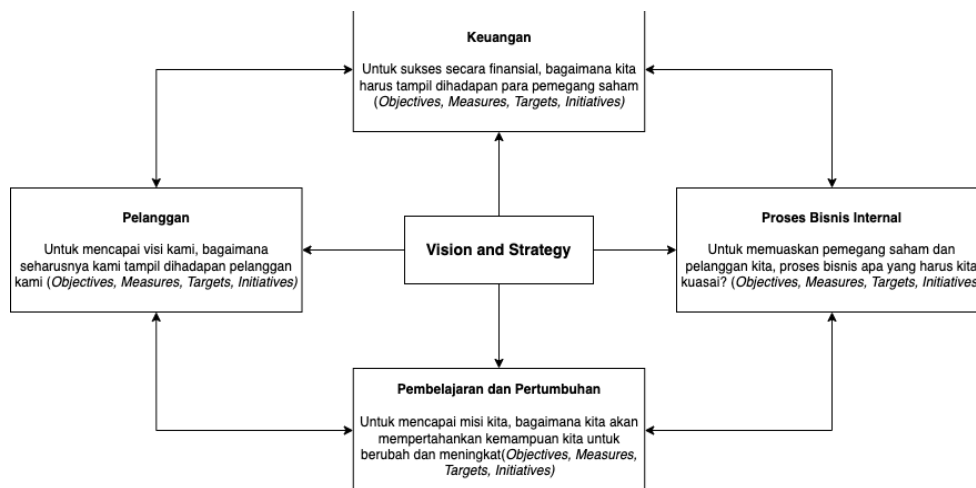 Keuangan
Untuk sukses secara finansial, bagaimana kita
harus tampil dihadapan para pemegang saham
(Objectives, Measures, Targets, Initiatives)
Pelanggan
Untuk mencapai visi kami, bagaimana
seharusnya kami tampil dihadapan pelanggan
kami (Objectives, Measures, Targets, Initiatives)
Vision and Strategy
Proses Bisnis Internal
Untuk memuaskan pemegang saham dan
pelanggan kita, proses bisnis apa yang harus kita
kuasai? (Objectives, Measures, Targets, Initiatives
Pembelajaran dan Pertumbuhan
Untuk mencapai misi kita, bagaimana kita akan
mempertahankan kemampuan kita untuk
berubah dan meningkat(Objectives, Measures,
Targets, Initiatives)